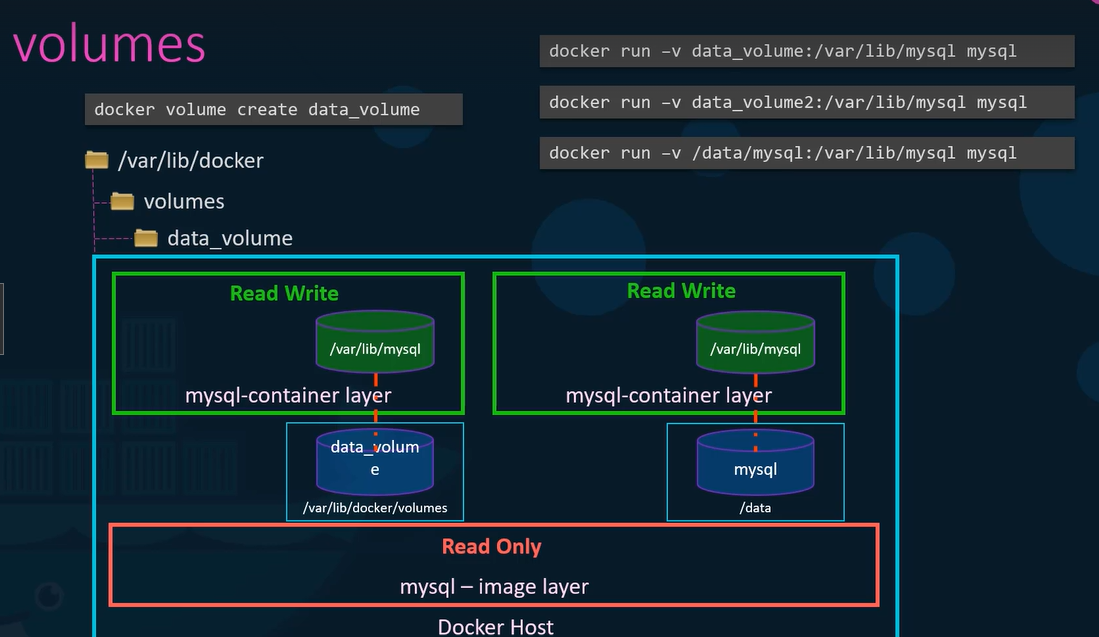 volumes
docker volume create data_volume
/var/lib/docker
volumes
data_volume
docker run –v data_volume:/var/lib/mysql mysql
docker run –v data_volume2:/var/lib/mysql mysql
docker run –v /data/mysql:/var/lib/mysql mysql
Read Write
/var/lib/mysql
mysql-container layer
data_volum
e
/var/lib/docker/volumes
Read Write
/var/lib/mysql
mysql-container layer
mysql
/data
Read Only
mysql – image layer
Docker Host